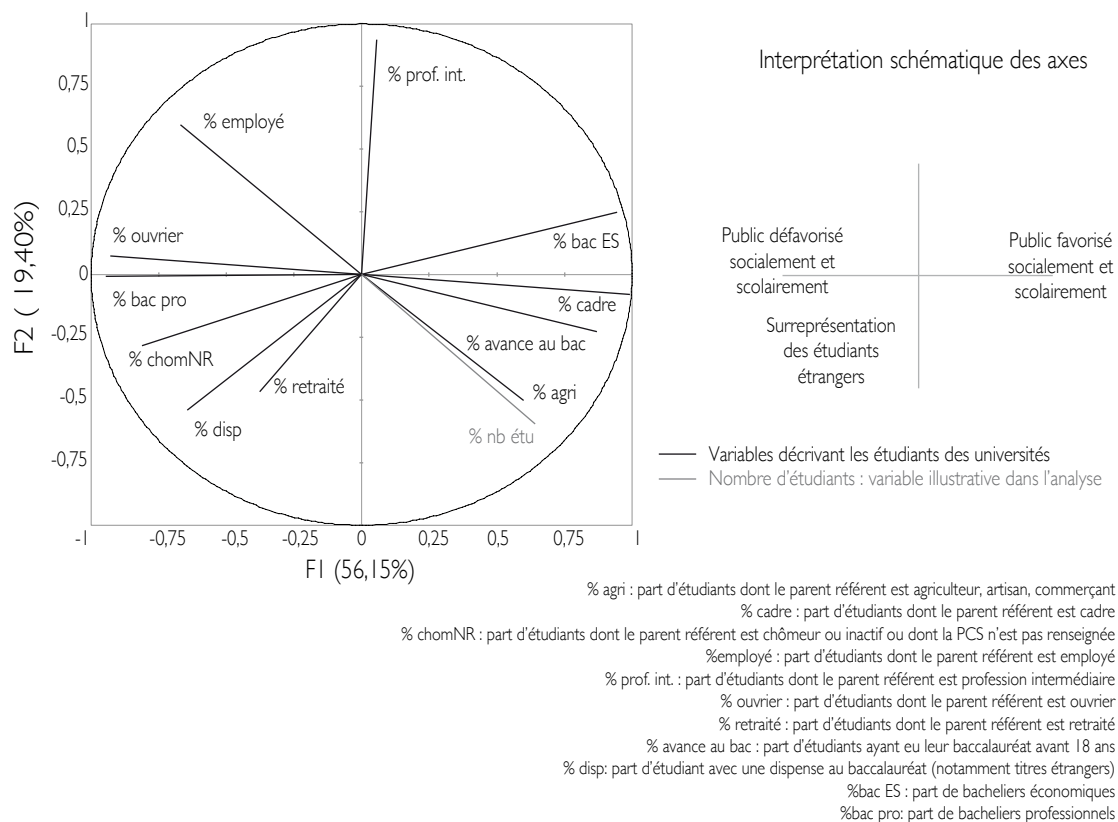 1
0,75
0,5
0,25
0
-0,25
-0,5
-0,75
-1
-0,75
-0,5
-0,25
0
0,25
0,5
0,75
1
F2 ( 19,40%)
F1 (56,15%)
% prof. int.
% employé
% ouvrier
% bac ES
% bac pro
% cadre
% chomNR
% avance au bac
% retraité
% agri
% disp
% nb étu
Interprétation schématique des axes
Public défavorisé
socialement et
scolairement
Public favorisé
socialement et
scolairement
Surreprésentation
des étudiants
étrangers
Variables décrivant les étudiants des universités
Nombre d'étudiants : variable illustrative dans l'analyse
% agri : part d'étudiants dont le parent référent est agriculteur, artisan, commerçant
% cadre : part d'étudiants dont le parent référent est cadre
% chomNR : part d'étudiants dont le parent référent est chômeur ou inactif ou dont la PCS n'est pas renseignée
%employé : part d'étudiants dont le parent référent est employé
% prof. int. : part d'étudiants dont le parent référent est profession intermédiaire
% ouvrier : part d'étudiants dont le parent référent est ouvrier
% retraité : part d'étudiants dont le parent référent est retraité
% avance au bac : part d'étudiants ayant eu leur baccalauréat avant 18 ans
% disp: part d'étudiant avec une dispense au baccalauréat (notamment titres étrangers)
%bac ES : part de bacheliers économiques
%bac pro: part de bacheliers professionnels